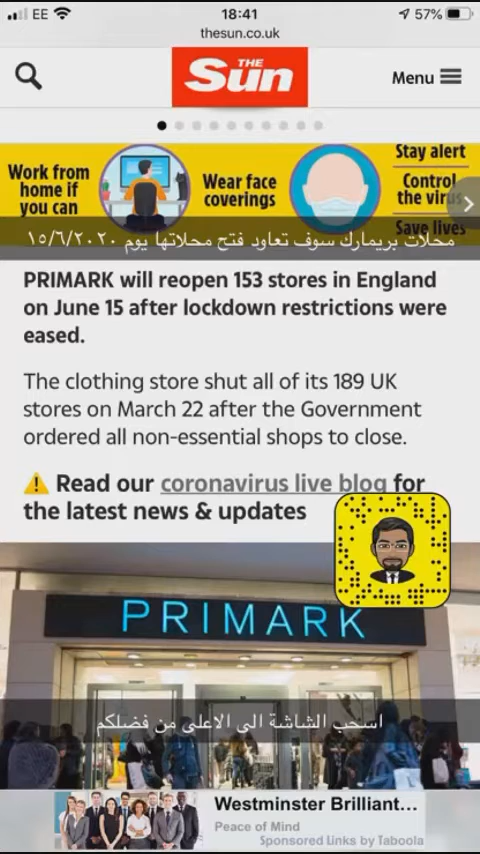 EE
18:41
57%
thesun.co.uk
THE
Sun
Menu
Work from
home if
you can
Wear face
coverings
Stay alert
Control
the virus
Save lives
محلات بريمارك سوف تعاود فتح محلاتها يوم ١٥/٦/٢٠٢٠
PRIMARK will reopen 153 stores in England
on June 15 after lockdown restrictions were
eased.
The clothing store shut all of its 189 UK
stores on March 22 after the Government
ordered all non-essential shops to close.
Read our coronavirus live blog for
the latest news & updates
PRIMARK
اسحب الشاشة الى الاعلى من فضلكم
Westminster Brilliant...
Peace of Mind
Sponsored Links by Taboola